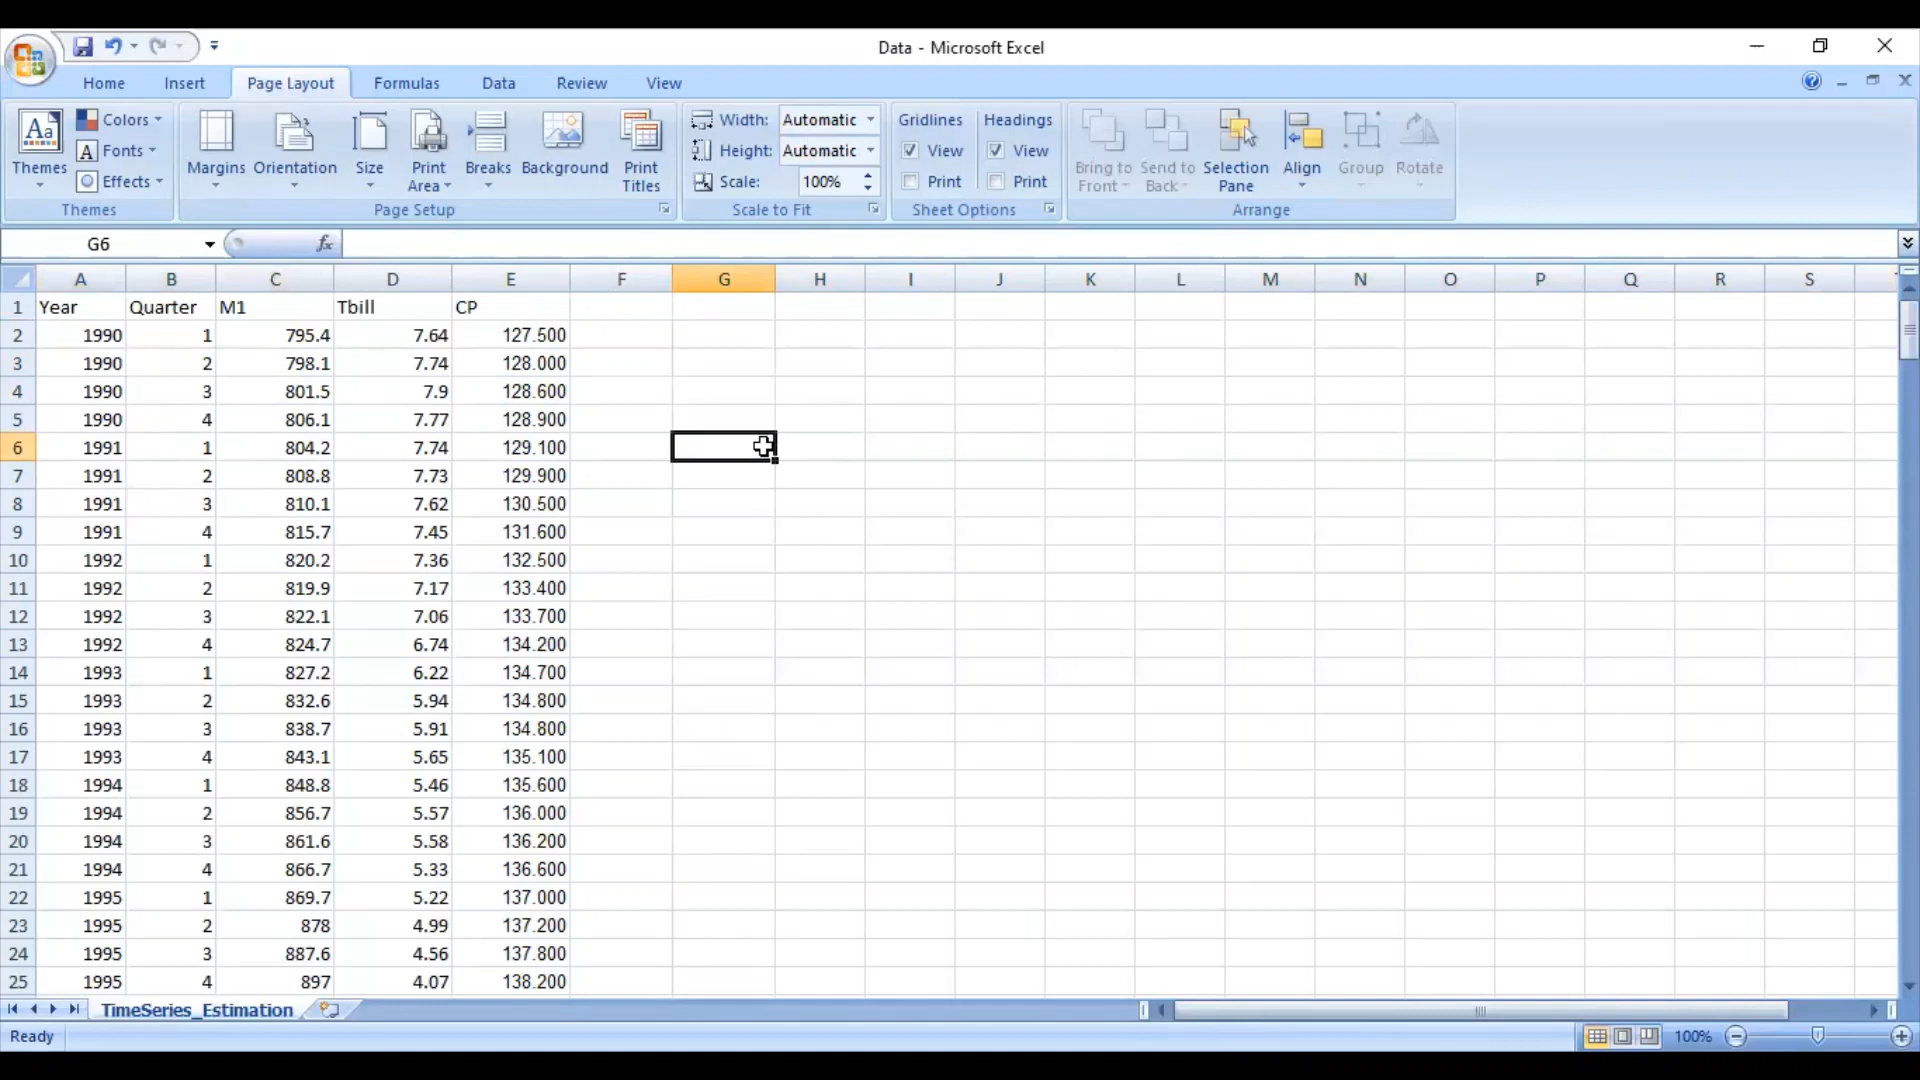 Data - Microsoft Excel
Home Insert Page Layout Formulas Data Review View
Aa Colors Margins Orientation Size Print Area Breaks Background Print Titles Width: Automatic Gridlines Headings Bring to Front Send to Back Selection Pane Align Group Rotate
Themes A Fonts Height: Automatic View View
Effects Scale: 100% Print Print
Themes Page Setup Scale to Fit Sheet Options Arrange
G6 fx
A B C D E F G H I J K L M N O P Q R S
1 Year Quarter M1 Tbill CP
2 1990 1 795.4 7.64 127.500
3 1990 2 798.1 7.74 128.000
4 1990 3 801.5 7.9 128.600
5 1990 4 806.1 7.77 128.900
6 1991 1 804.2 7.74 129.100
7 1991 2 808.8 7.73 129.900
8 1991 3 810.1 7.62 130.500
9 1991 4 815.7 7.45 131.600
10 1992 1 820.2 7.36 132.500
11 1992 2 819.9 7.17 133.400
12 1992 3 822.1 7.06 133.700
13 1992 4 824.7 6.74 134.200
14 1993 1 827.2 6.22 134.700
15 1993 2 832.6 5.94 134.800
16 1993 3 838.7 5.91 134.800
17 1993 4 843.1 5.65 135.100
18 1994 1 848.8 5.46 135.600
19 1994 2 856.7 5.57 136.000
20 1994 3 861.6 5.58 136.200
21 1994 4 866.7 5.33 136.600
22 1995 1 869.7 5.22 137.000
23 1995 2 878 4.99 137.200
24 1995 3 887.6 4.56 137.800
25 1995 4 897 4.07 138.200
TimeSeries_Estimation
Ready 100%